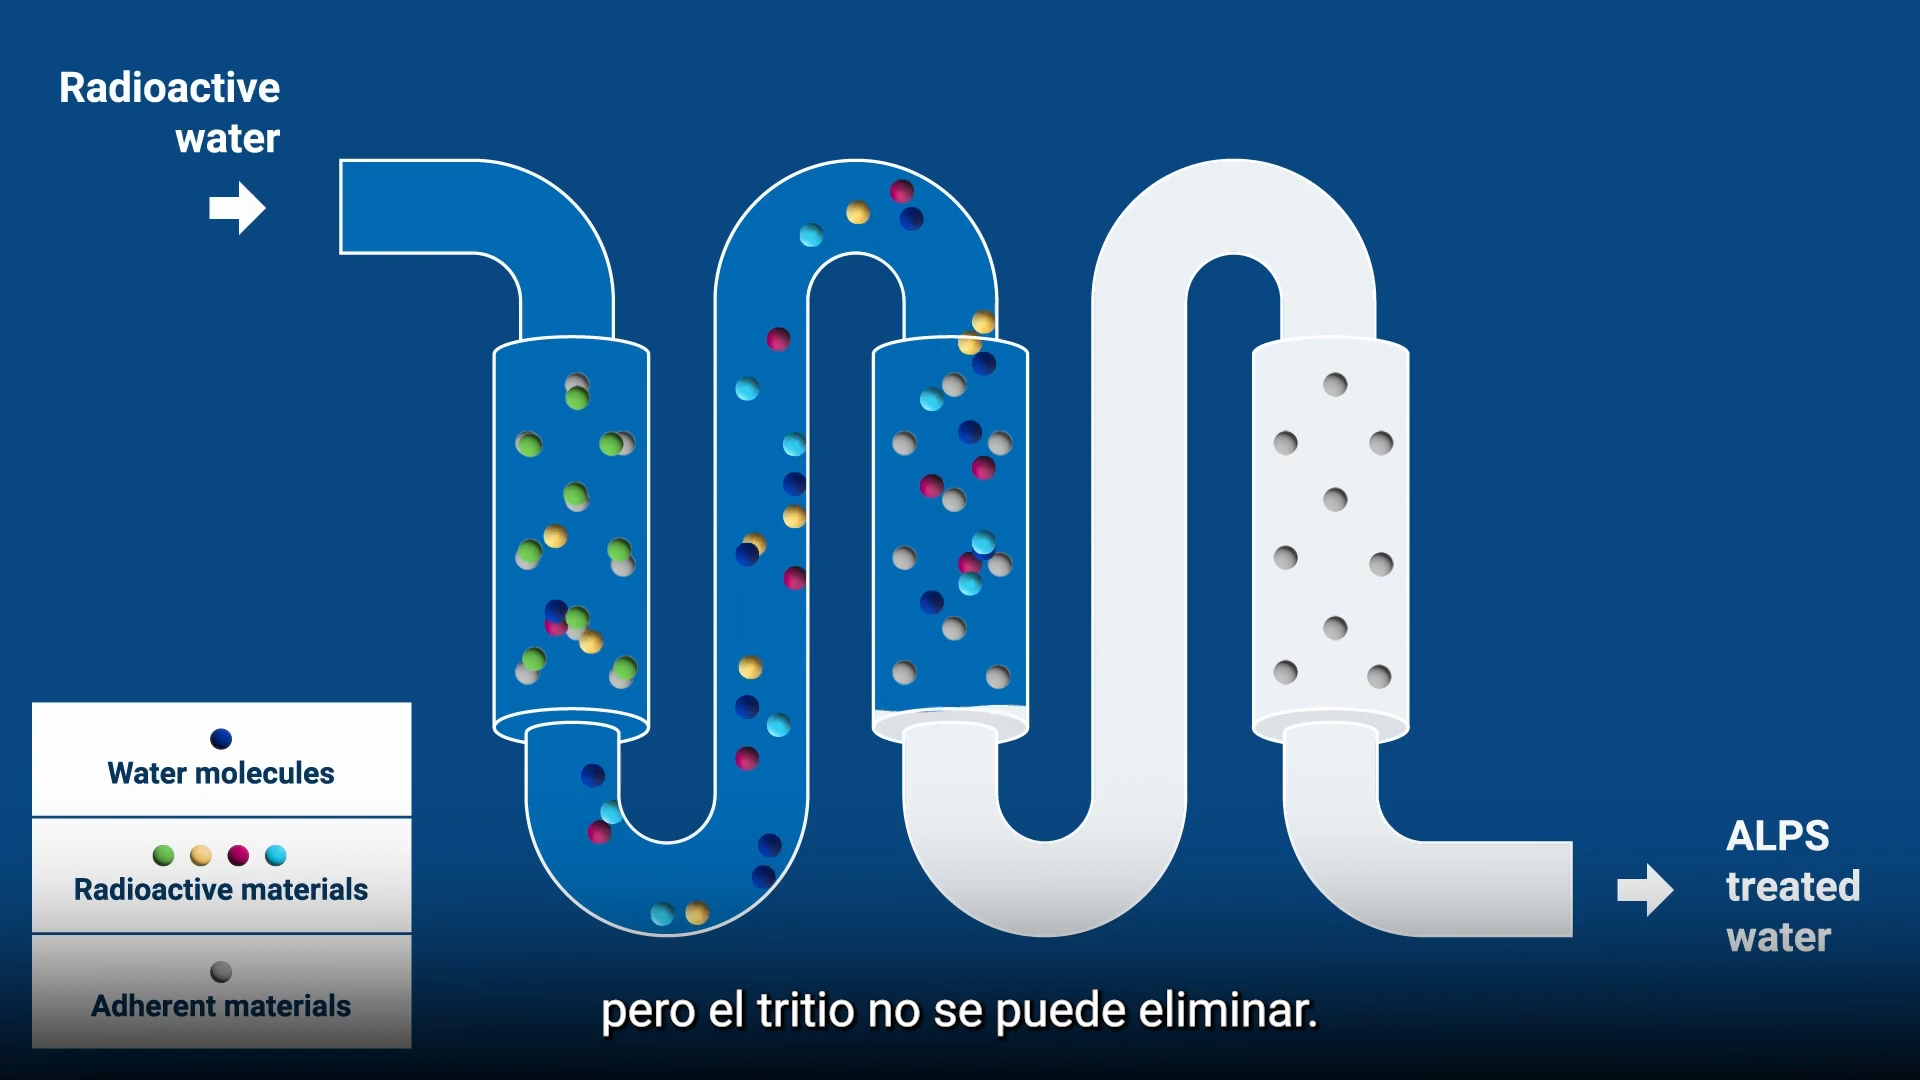 Radioactive
water
Water molecules
Radioactive materials
Adherent materials
ALPS
treated
water
pero el tritio no se puede eliminar.